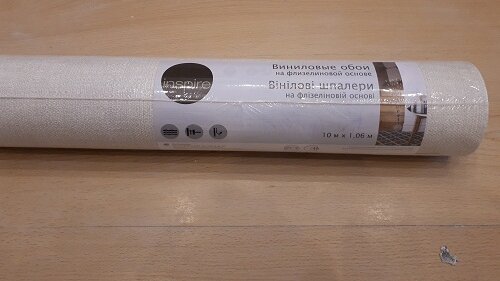 inspire
Виниловые обои
на флизелиновой основе
Вінілові шпалери
на флізеліновій основі
10 м x 1,06 м